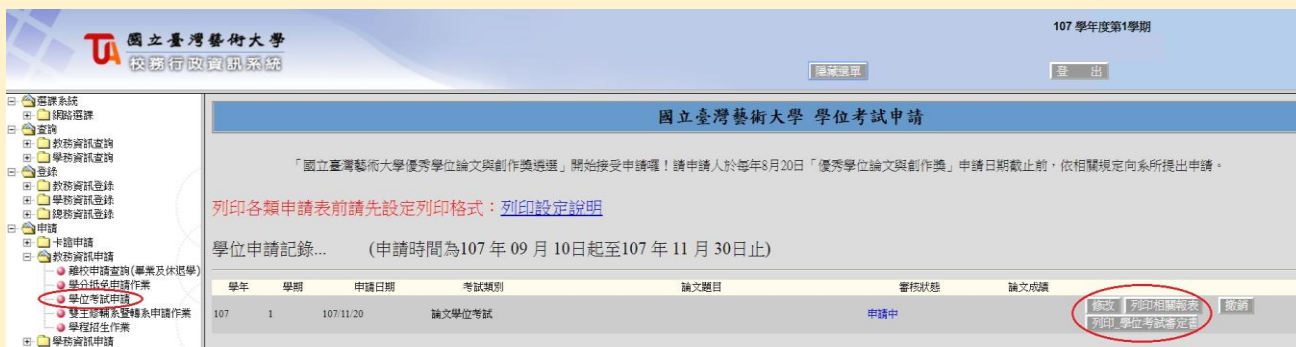 107 學年度第1學期
國立臺灣藝術大學
校務行政資訊系統
隱藏選單
登 出
選課系統
網路選課
查詢
教務資訊查詢
學務資訊查詢
登錄
教務資訊登錄
學務資訊登錄
總務資訊登錄
申請
卡證申請
教務資訊申請
離校申請查詢(畢業及休退學)
學分抵免申請作業
學位考試申請
雙主修輔系暨轉系申請作業
學程招生作業
學務資訊申請
國立臺灣藝術大學 學位考試申請
「國立臺灣藝術大學優秀學位論文與創作獎遴選」開始接受申請囉！請申請人於每年8月20日「優秀學位論文與創作獎」申請日期截止前，依相關規定向系所提出申請。
列印各類申請表前請先設定列印格式：列印設定說明
學位申請記錄... (申請時間為107 年 09 月 10日起至107 年 11 月 30日止)
學年 學期 申請日期 考試類別 論文題目 審核狀態 論文成績
107 1 107/11/20 論文學位考試 申請中 修改 列印相關報表 撤銷
列印_學位考試審定書